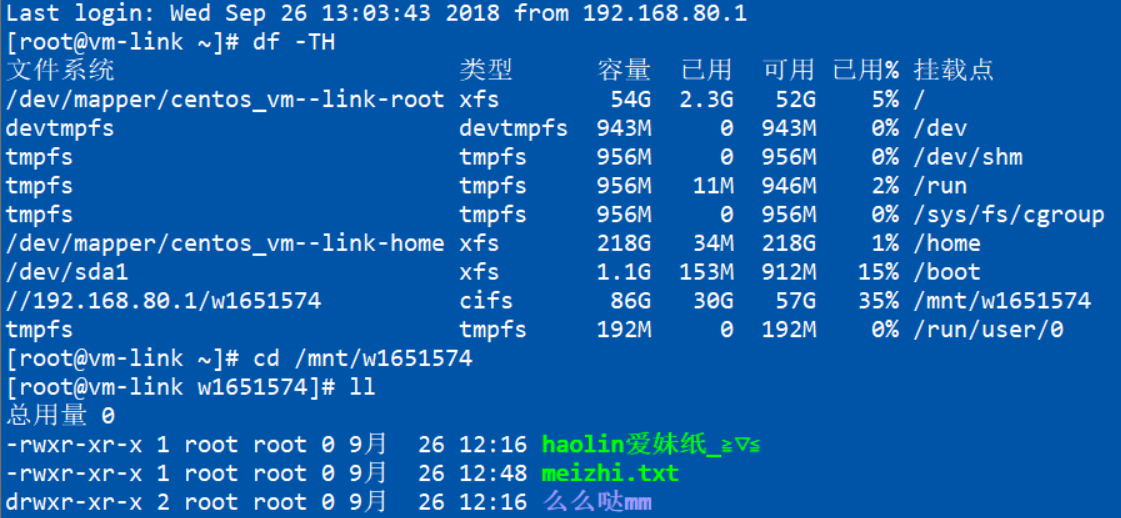 Last login: Wed Sep 26 13:03:43 2018 from 192.168.80.1
[root@vm-link ~]# df -TH
文件系统 类型 容量 已用 可用 已用% 挂载点
/dev/mapper/centos_vm--link-root xfs 54G 2.3G 52G 5% /
devtmpfs devtmpfs 943M 0 943M 0% /dev
tmpfs tmpfs 956M 0 956M 0% /dev/shm
tmpfs tmpfs 956M 11M 946M 2% /run
tmpfs tmpfs 956M 0 956M 0% /sys/fs/cgroup
/dev/mapper/centos_vm--link-home xfs 218G 34M 218G 1% /home
/dev/sda1 xfs 1.1G 153M 912M 15% /boot
//192.168.80.1/w1651574 cifs 86G 30G 57G 35% /mnt/w1651574
tmpfs tmpfs 192M 0 192M 0% /run/user/0
[root@vm-link ~]# cd /mnt/w1651574
[root@vm-link w1651574]# ll
总用量 0
-rwxr-xr-x 1 root root 0 9月 26 12:16 haolin爱妹纸_≧▽≦
-rwxr-xr-x 1 root root 0 9月 26 12:48 meizhi.txt
drwxr-xr-x 2 root root 0 9月 26 12:16 么么哒mm